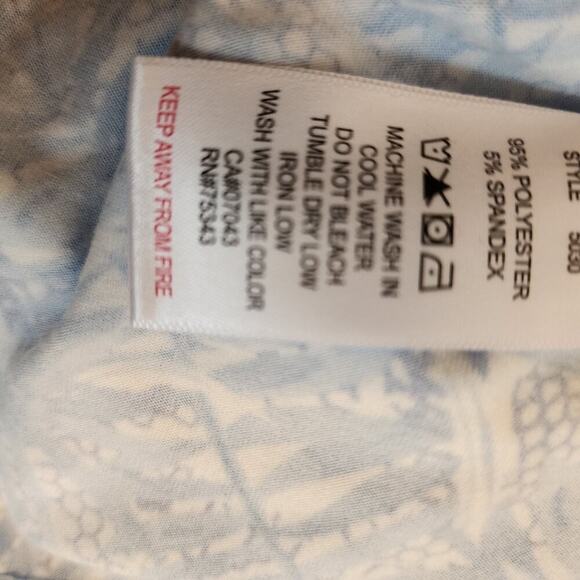 STYLE 5030
95% POLYESTER
5% SPANDEX
MACHINE WASH IN
COOL WATER
DO NOT BLEACH
TUMBLE DRY LOW
IRON LOW
WASH WITH LIKE COLOR
CA#07043
RN#75343
KEEP AWAY FROM FIRE